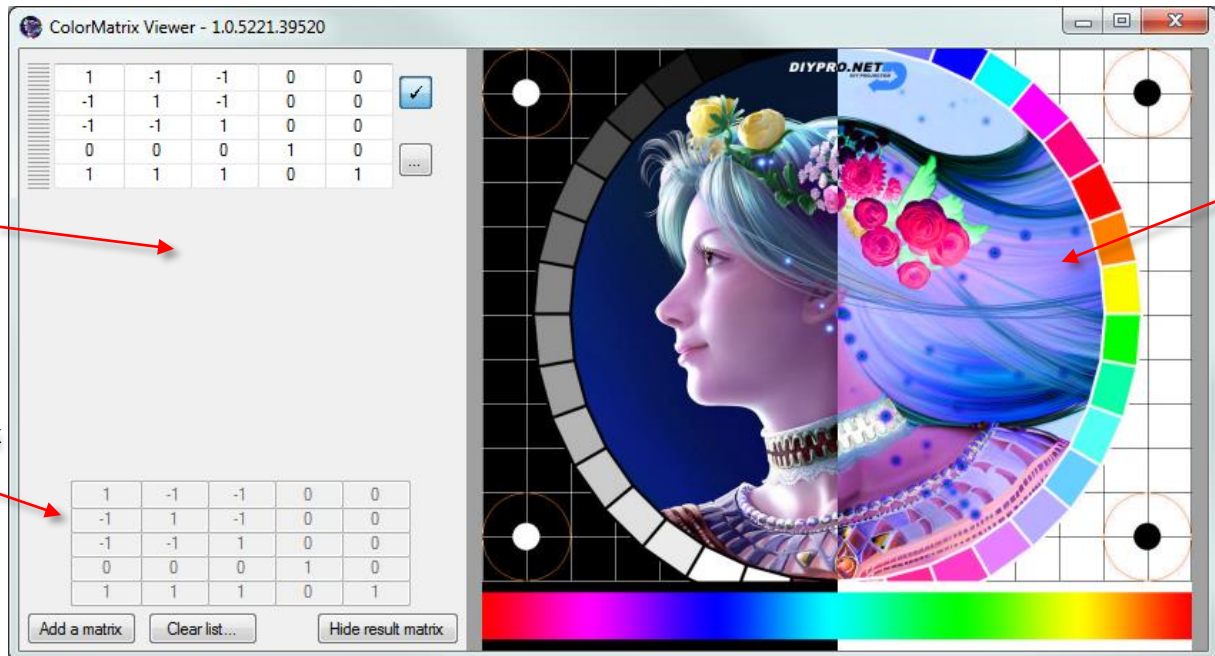 ColorMatrix Viewer - 1.0.5221.39520
1 -1 -1 0 0
-1 1 -1 0 0
-1 -1 1 0 0
0 0 0 1 0
1 1 1 0 1
...
DIYPRO.NET
DIY PROJECTOR
1 -1 -1 0 0
-1 1 -1 0 0
-1 -1 1 0 0
0 0 0 1 0
1 1 1 0 1
Add a matrix Clear list... Hide result matrix